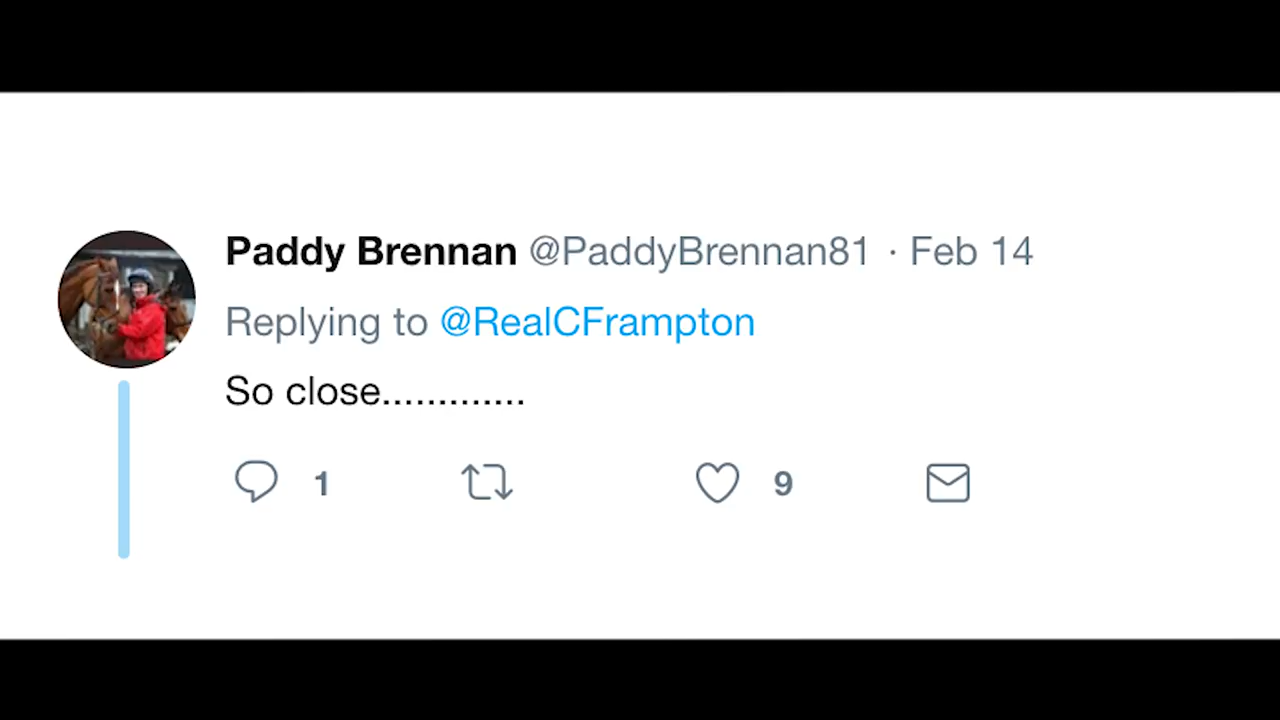 Paddy Brennan @PaddyBrennan81 · Feb 14
Replying to @RealCFrampton
So close.............
1 9